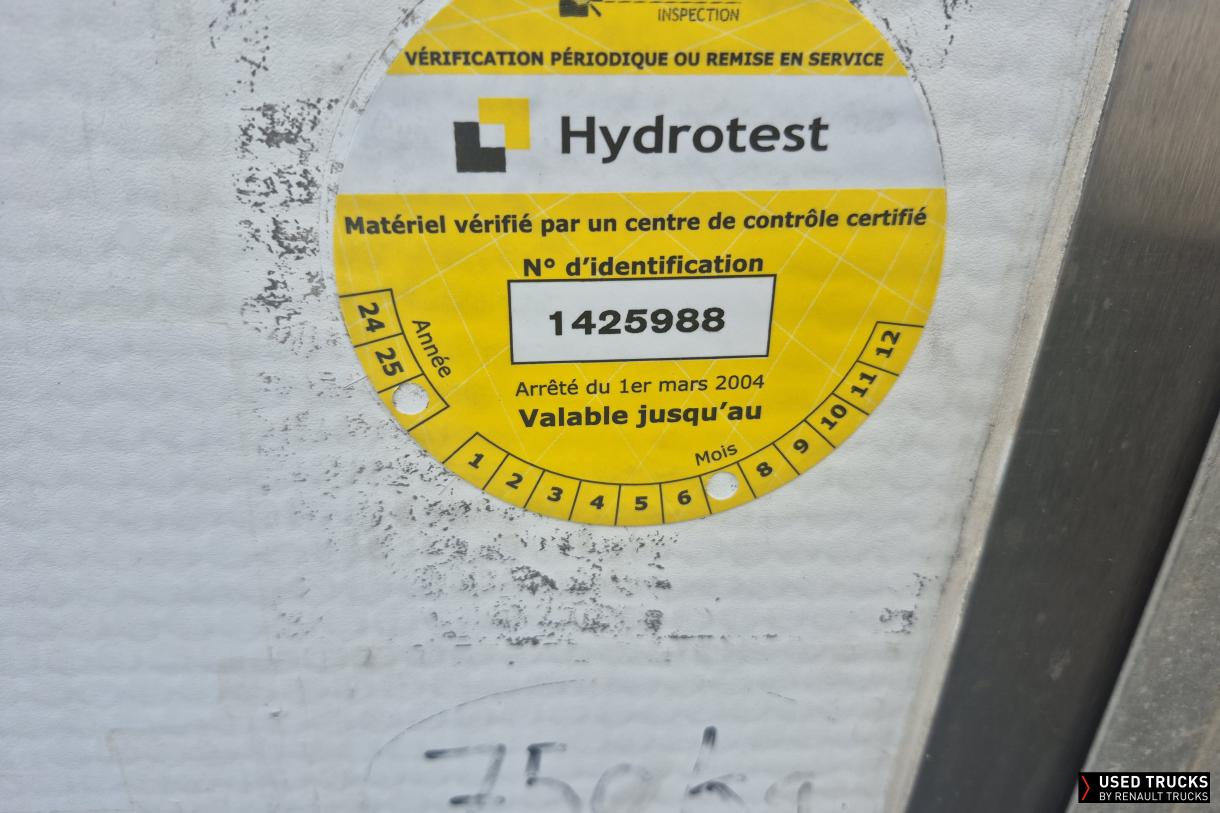 INSPECTION
VÉRIFICATION PÉRIODIQUE OU REMISE EN SERVICE
Hydrotest
Matériel vérifié par un centre de contrôle certifié
N° d'identification
1425988
Arrêté du 1er mars 2004
Valable jusqu'au
Année
24
25
Mois
1
2
3
4
5
6
8
9
10
11
12
750 kg
USED TRUCKS
BY RENAULT TRUCKS